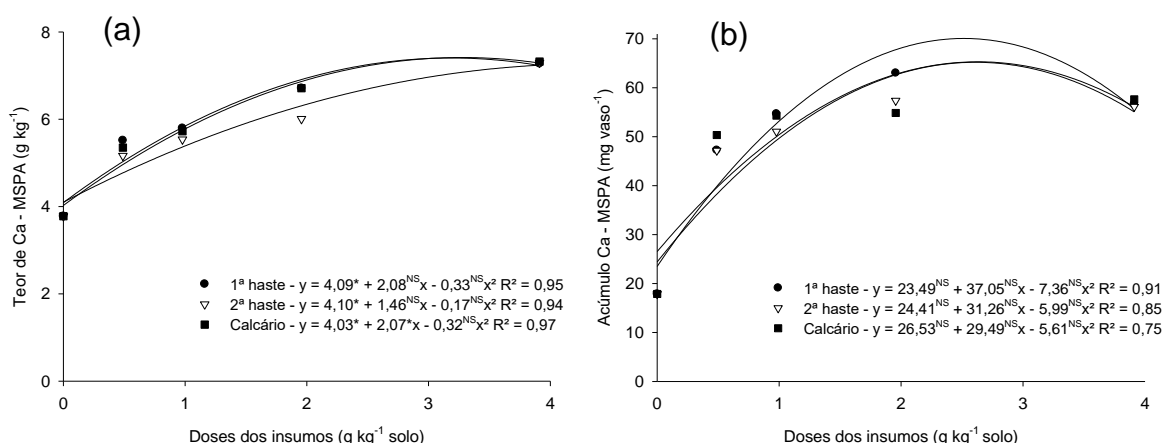 (a)
Teor de Ca - MSPA (g kg⁻¹)
8
6
4
2
0
1ª haste - y = 4,09* + 2,08ᴺˢx - 0,33ᴺˢx² R² = 0,95
2ª haste - y = 4,10* + 1,46ᴺˢx - 0,17ᴺˢx² R² = 0,94
Calcário - y = 4,03* + 2,07*x - 0,32ᴺˢx² R² = 0,97
0 1 2 3 4
Doses dos insumos (g kg⁻¹ solo)
(b)
Acúmulo Ca - MSPA (mg vaso⁻¹)
70
60
50
40
30
20
10
0
1ª haste - y = 23,49ᴺˢ + 37,05ᴺˢx - 7,36ᴺˢx² R² = 0,91
2ª haste - y = 24,41ᴺˢ + 31,26ᴺˢx - 5,99ᴺˢx² R² = 0,85
Calcário - y = 26,53ᴺˢ + 29,49ᴺˢx - 5,61ᴺˢx² R² = 0,75
0 1 2 3 4
Doses dos insumos (g kg⁻¹ solo)